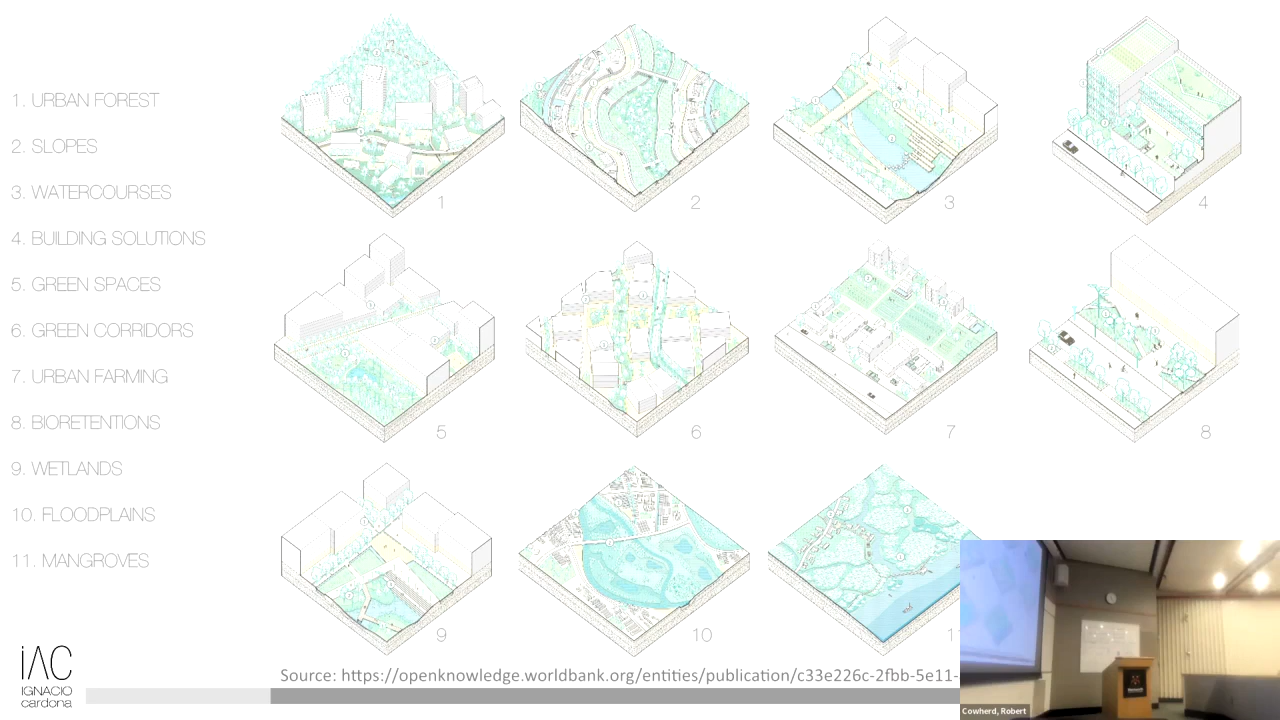 1. URBAN FOREST
2. SLOPES
3. WATERCOURSES
4. BUILDING SOLUTIONS
5. GREEN SPACES
6. GREEN CORRIDORS
7. URBAN FARMING
8. BIORETENTIONS
9. WETLANDS
10. FLOODPLANS
11. MANGROVES
1
2
3
4
5
6
7
8
9
10
1
Source: https://openknowledge.worldbank.org/entities/publication/c33e226c-2fbb-5e11-
iAC
IGNACIO
cardona
Cowherd, Robert